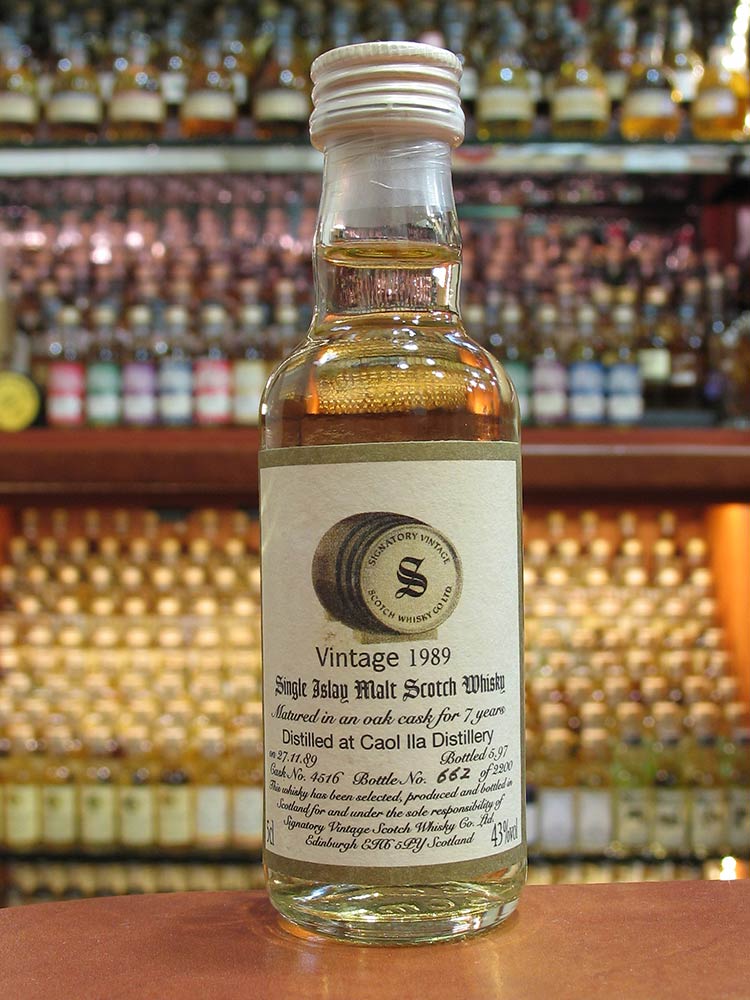 SIGNATORY VINTAGE
S
SCOTCH WHISKY CO LTD.
Vintage 1989
Single Islay Malt Scotch Whisky
Matured in an oak cask for 7 years
Distilled at Caol Ila Distillery
on 27.11.89 Bottled 5.97
Cask No. 4516 Bottle No. 662 of 2200
This whisky has been selected, produced and bottled in
Scotland for and under the sole responsibility of
Signatory Vintage Scotch Whisky Co. Ltd.
5cl Edinburgh EH6 5PY Scotland 43%vol